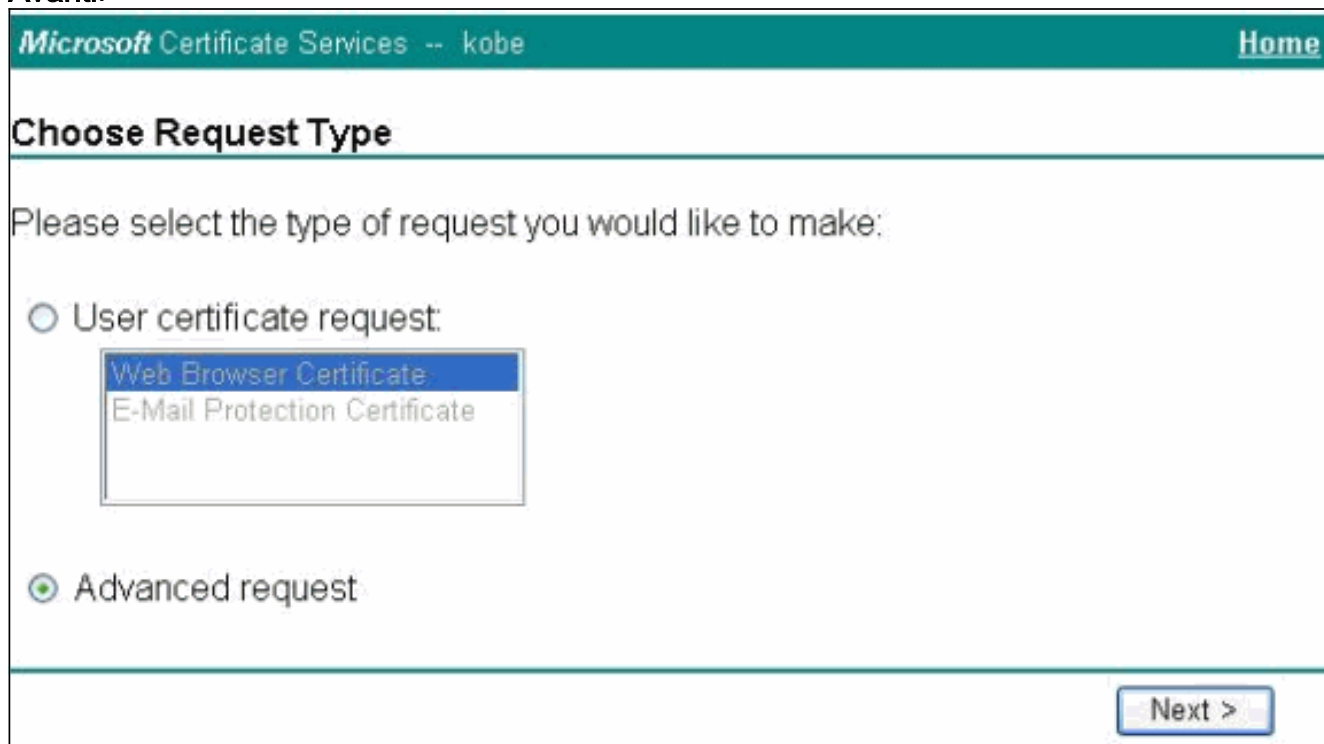 Avanti.
Microsoft Certificate Services -- kobe Home
Choose Request Type
Please select the type of request you would like to make:
User certificate request:
Web Browser Certificate
E-Mail Protection Certificate
Advanced request
Next >